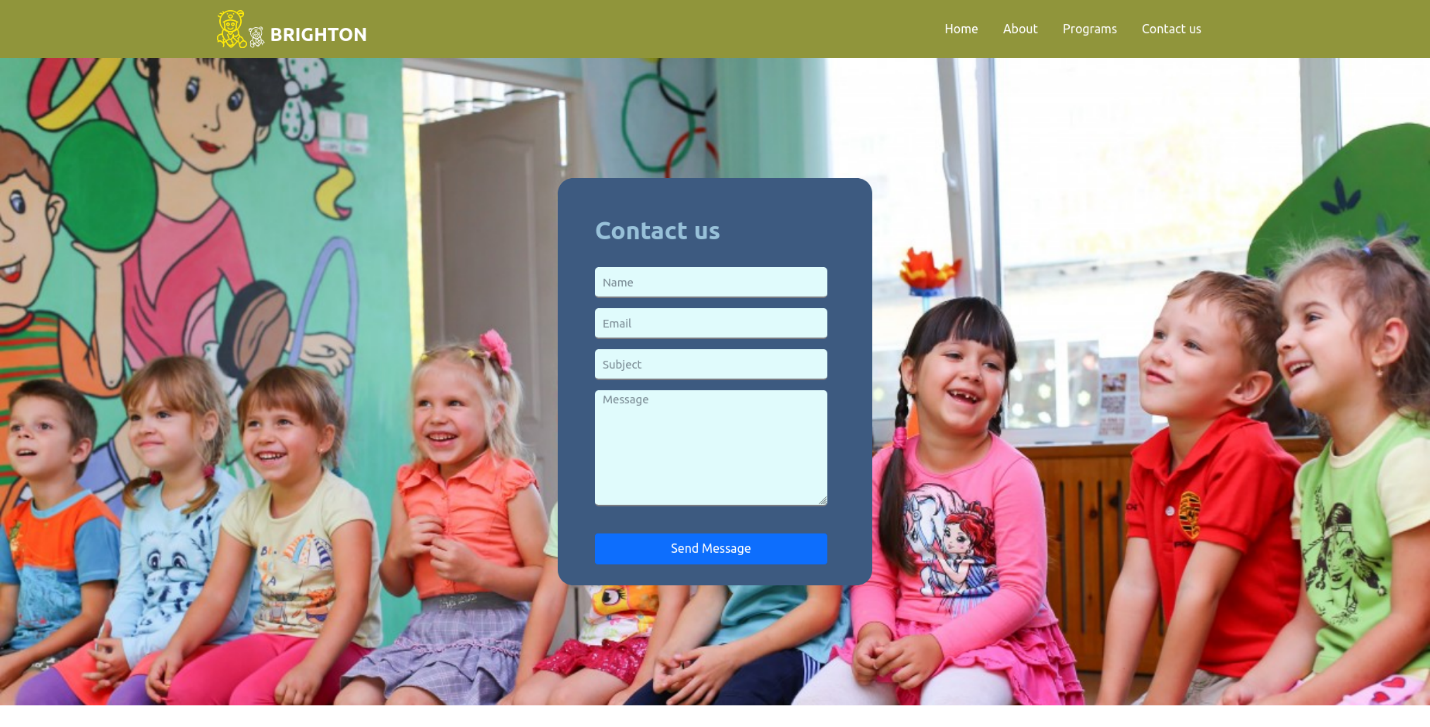 BRIGHTON
Home About Programs Contact us
Contact us
Name
Email
Subject
Message
Send Message